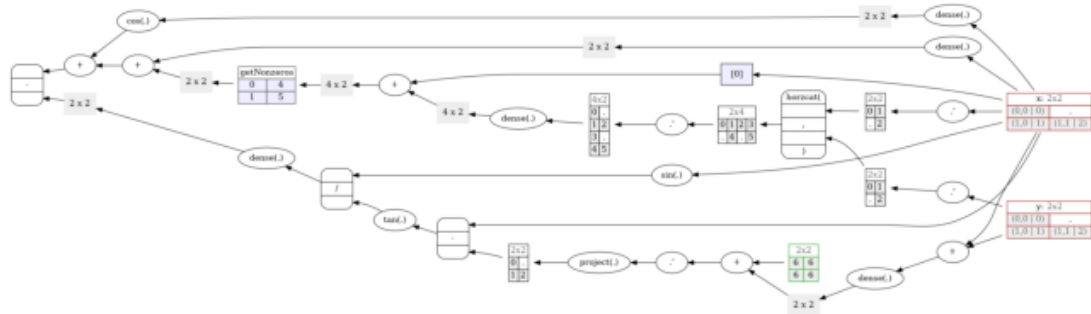 cos(.)
2 x 2
dense(.)
+
+
2 x 2
dense(.)
-
2 x 2
2 x 2
getNonzeros
0 4
1 5
4 x 2
+
[0]
4 x 2
dense(.)
4x2
0 .
1 2
3 .
4 5
.'
2x4
0 1 2 3
. 4 . 5
horzcat(
,
)
2x2
0 1
. 2
.'
x: 2x2
(0,0 | 0) .
(1,0 | 1) (1,1 | 2)
dense(.)
/
sin(.)
2x2
0 1
. 2
.'
y: 2x2
(0,0 | 0) .
(1,0 | 1) (1,1 | 2)
tan(.)
-
2x2
0 .
1 2
project(.)
.'
+
2x2
6 6
6 6
+
dense(.)
2 x 2